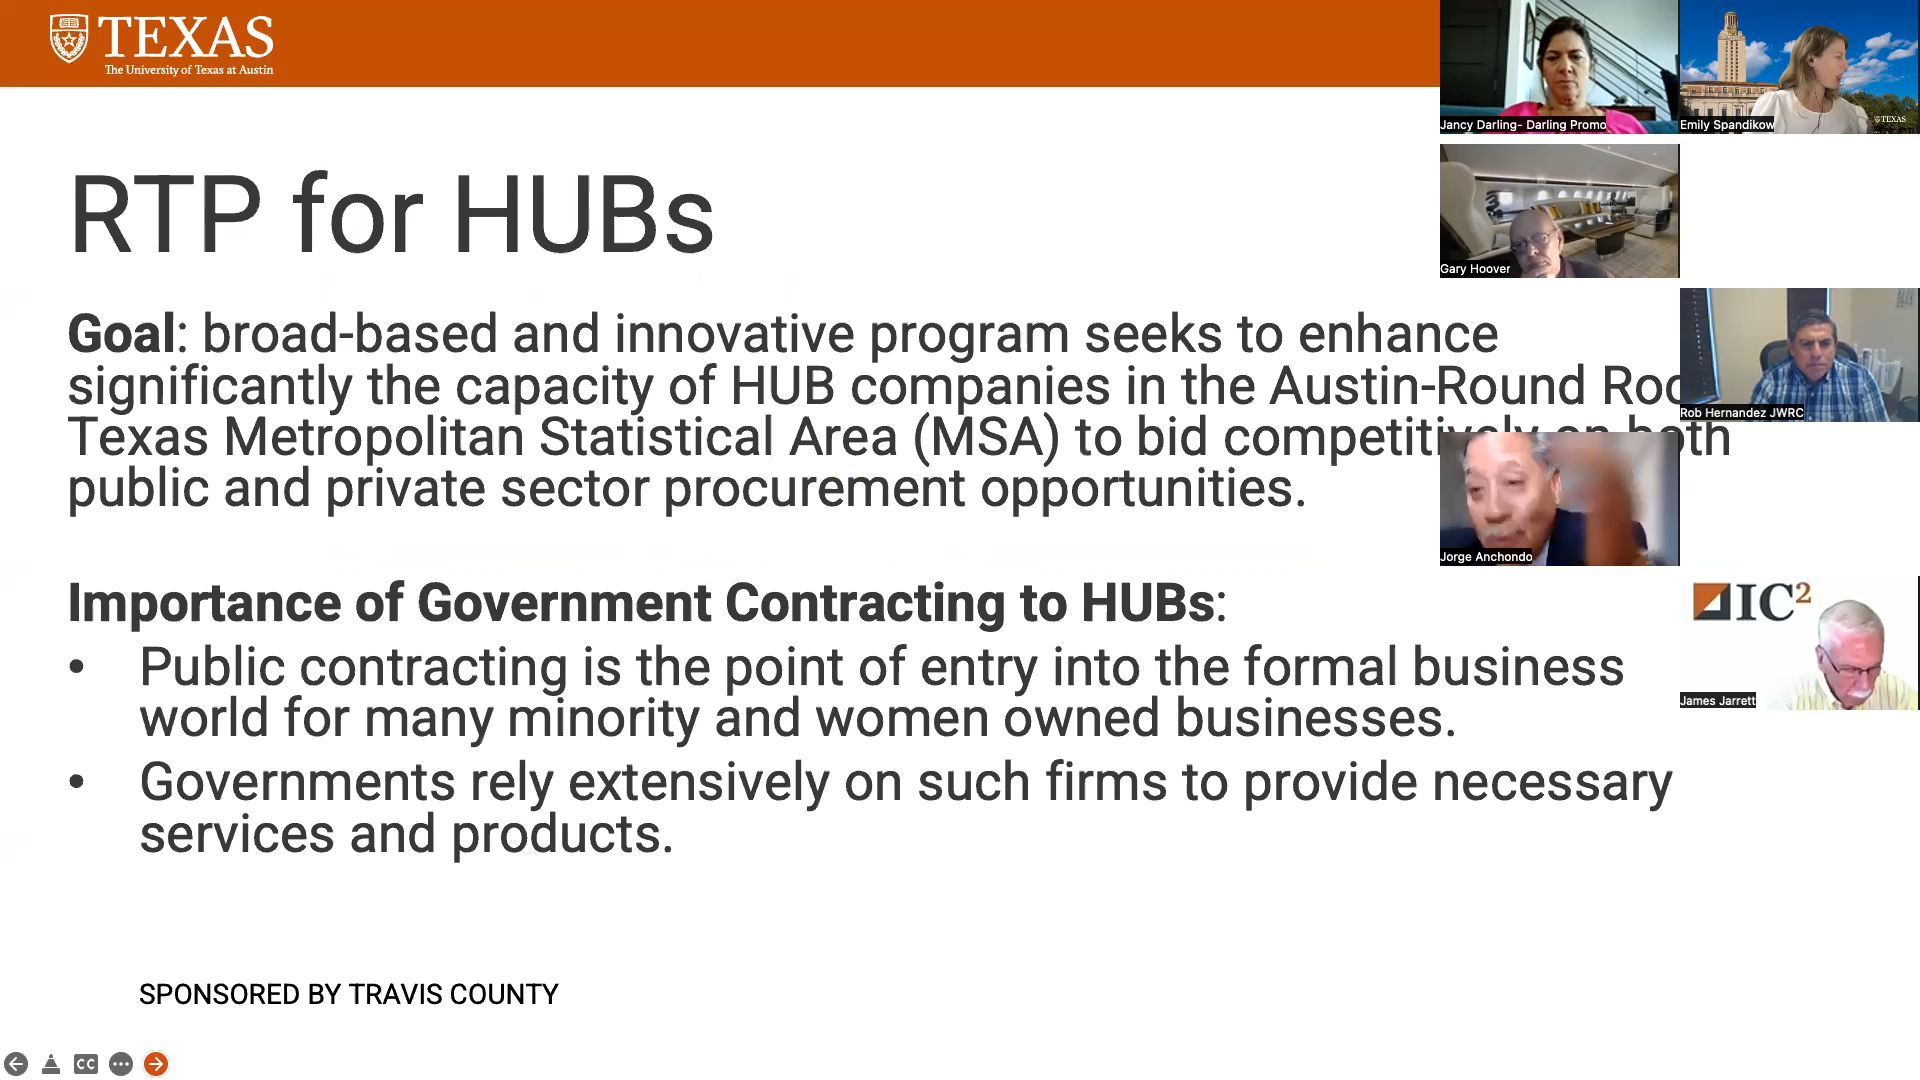 TEXAS
The University of Texas at Austin
RTP for HUBs
Goal: broad-based and innovative program seeks to enhance
significantly the capacity of HUB companies in the Austin-Round
Texas Metropolitan Statistical Area (MSA) to bid competitively on both
public and private sector procurement opportunities.
Importance of Government Contracting to HUBs:
• Public contracting is the point of entry into the formal business
world for many minority and women owned businesses.
• Governments rely extensively on such firms to provide necessary
services and products.
SPONSORED BY TRAVIS COUNTY
CC
Jancy Darling- Darling Promo
Emily Spandikow
TEXAS
Gary Hoover
Rob Hernandez JWRC
Jorge Anchondo
IC²
James Jarrett